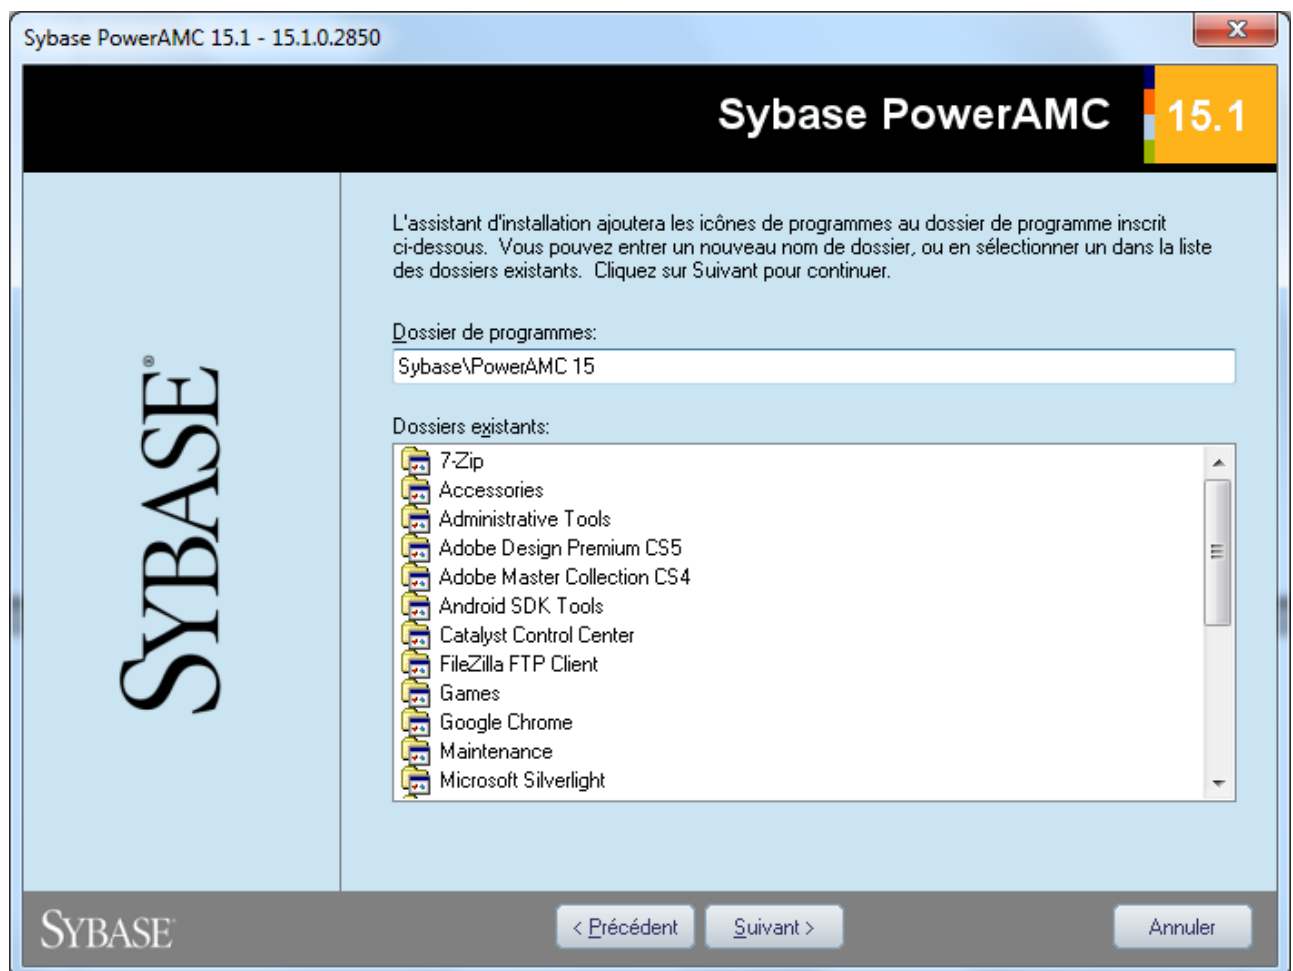 Sybase PowerAMC 15.1 - 15.1.0.2850
Sybase PowerAMC 15.1
L'assistant d'installation ajoutera les icônes de programmes au dossier de programme inscrit
ci-dessous. Vous pouvez entrer un nouveau nom de dossier, ou en sélectionner un dans la liste
des dossiers existants. Cliquez sur Suivant pour continuer.
Dossier de programmes:
Sybase\PowerAMC 15
Dossiers existants:
7-Zip
Accessories
Administrative Tools
Adobe Design Premium CS5
Adobe Master Collection CS4
Android SDK Tools
Catalyst Control Center
FileZilla FTP Client
Games
Google Chrome
Maintenance
Microsoft Silverlight
SYBASE®
SYBASE
< Précédent
Suivant >
Annuler